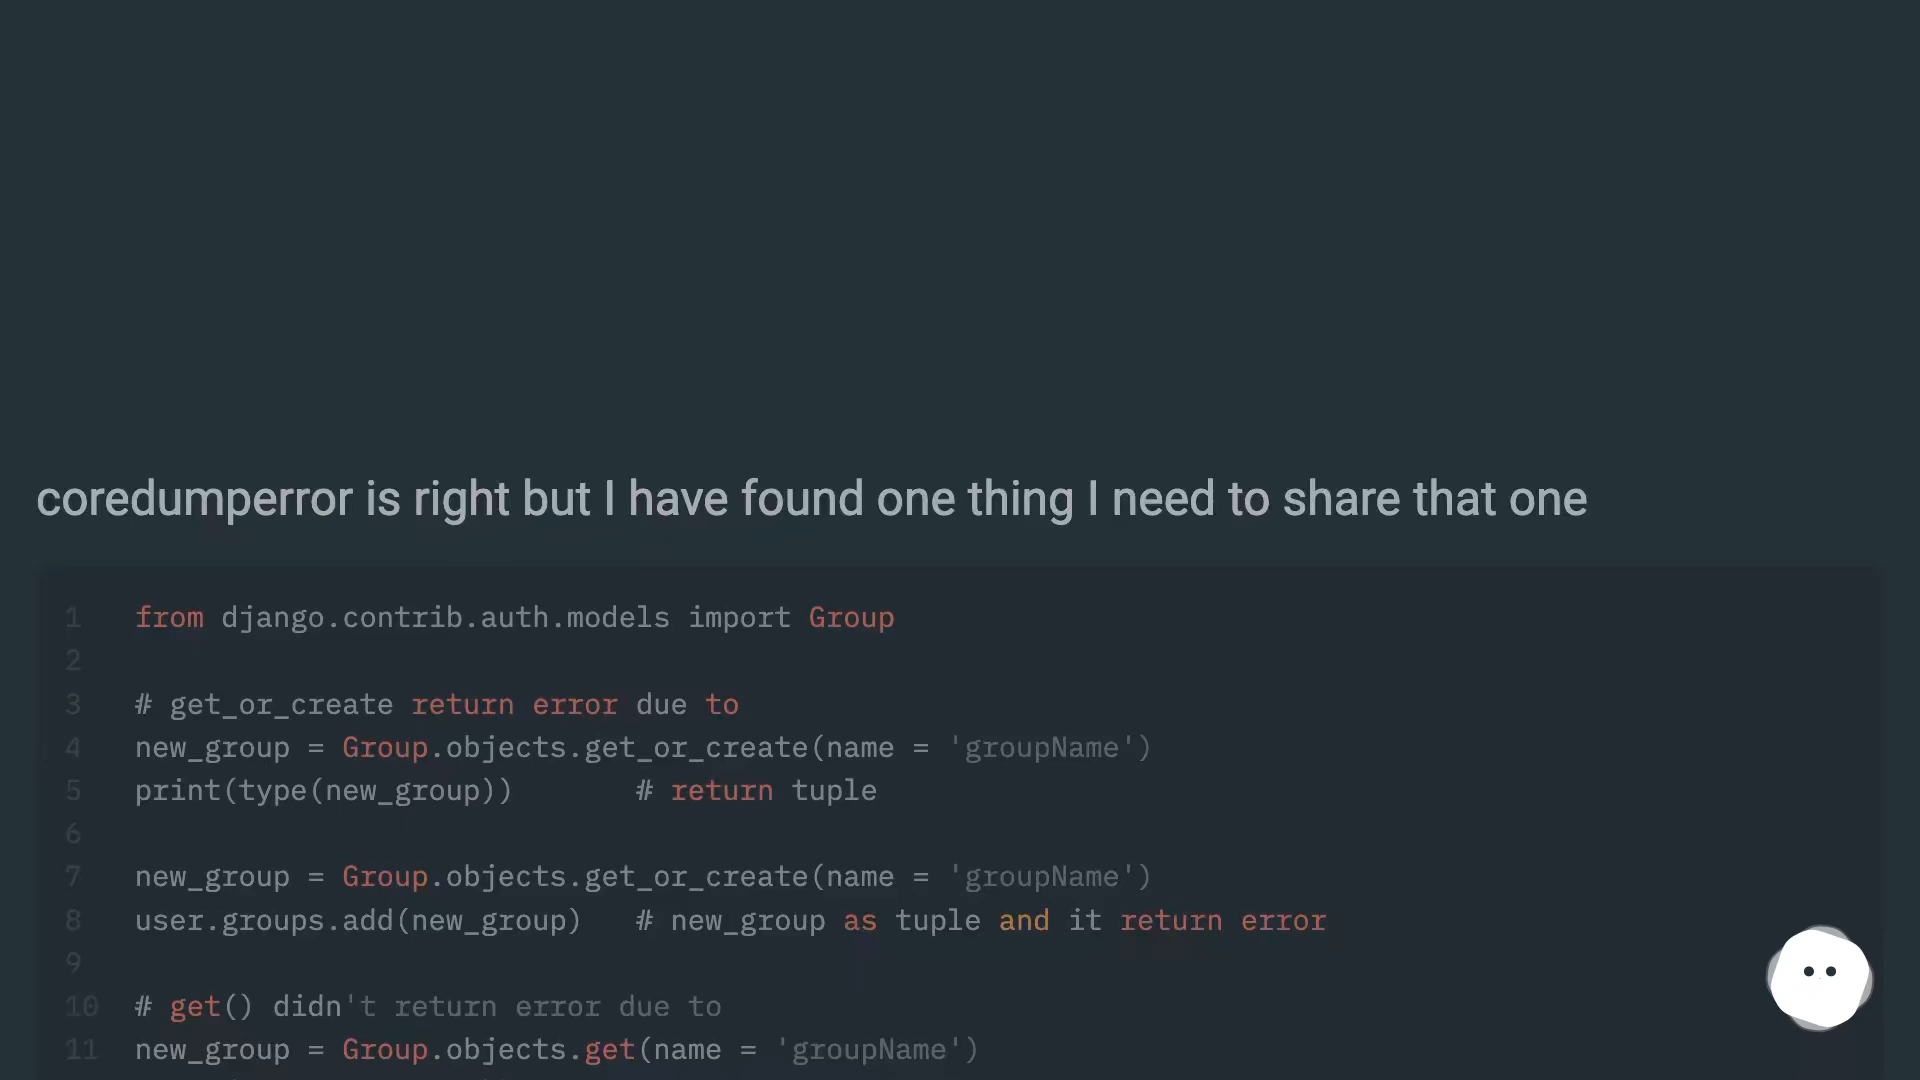 coredumperror is right but I have found one thing I need to share that one
1 from django.contrib.auth.models import Group
2
3 # get_or_create return error due to
4 new_group = Group.objects.get_or_create(name = 'groupName')
5 print(type(new_group)) # return tuple
6
7 new_group = Group.objects.get_or_create(name = 'groupName')
8 user.groups.add(new_group) # new_group as tuple and it return error
9
10 # get() didn't return error due to
11 new_group = Group.objects.get(name = 'groupName')